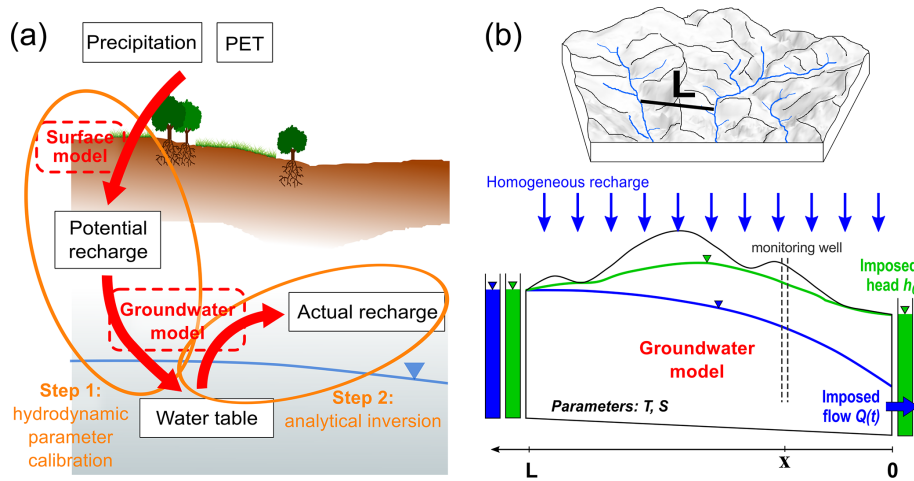 (a)
Precipitation
PET
Surface
model
Potential
recharge
Groundwater
model
Actual recharge
Step 1:
hydrodynamic
parameter
calibration
Water table
Step 2:
analytical inversion
(b)
L
Homogeneous recharge
monitoring well
Imposed
head h
Groundwater
model
Parameters: T, S
Imposed
flow Q(t)
L
x
0